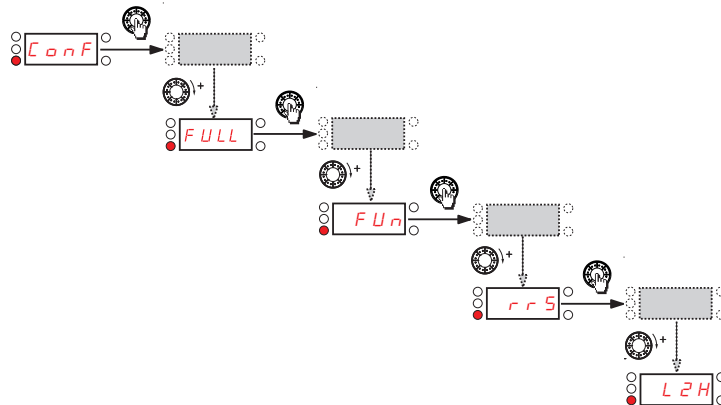 ConF
+
FULL
+
FUn
+
rrS
+
L2H